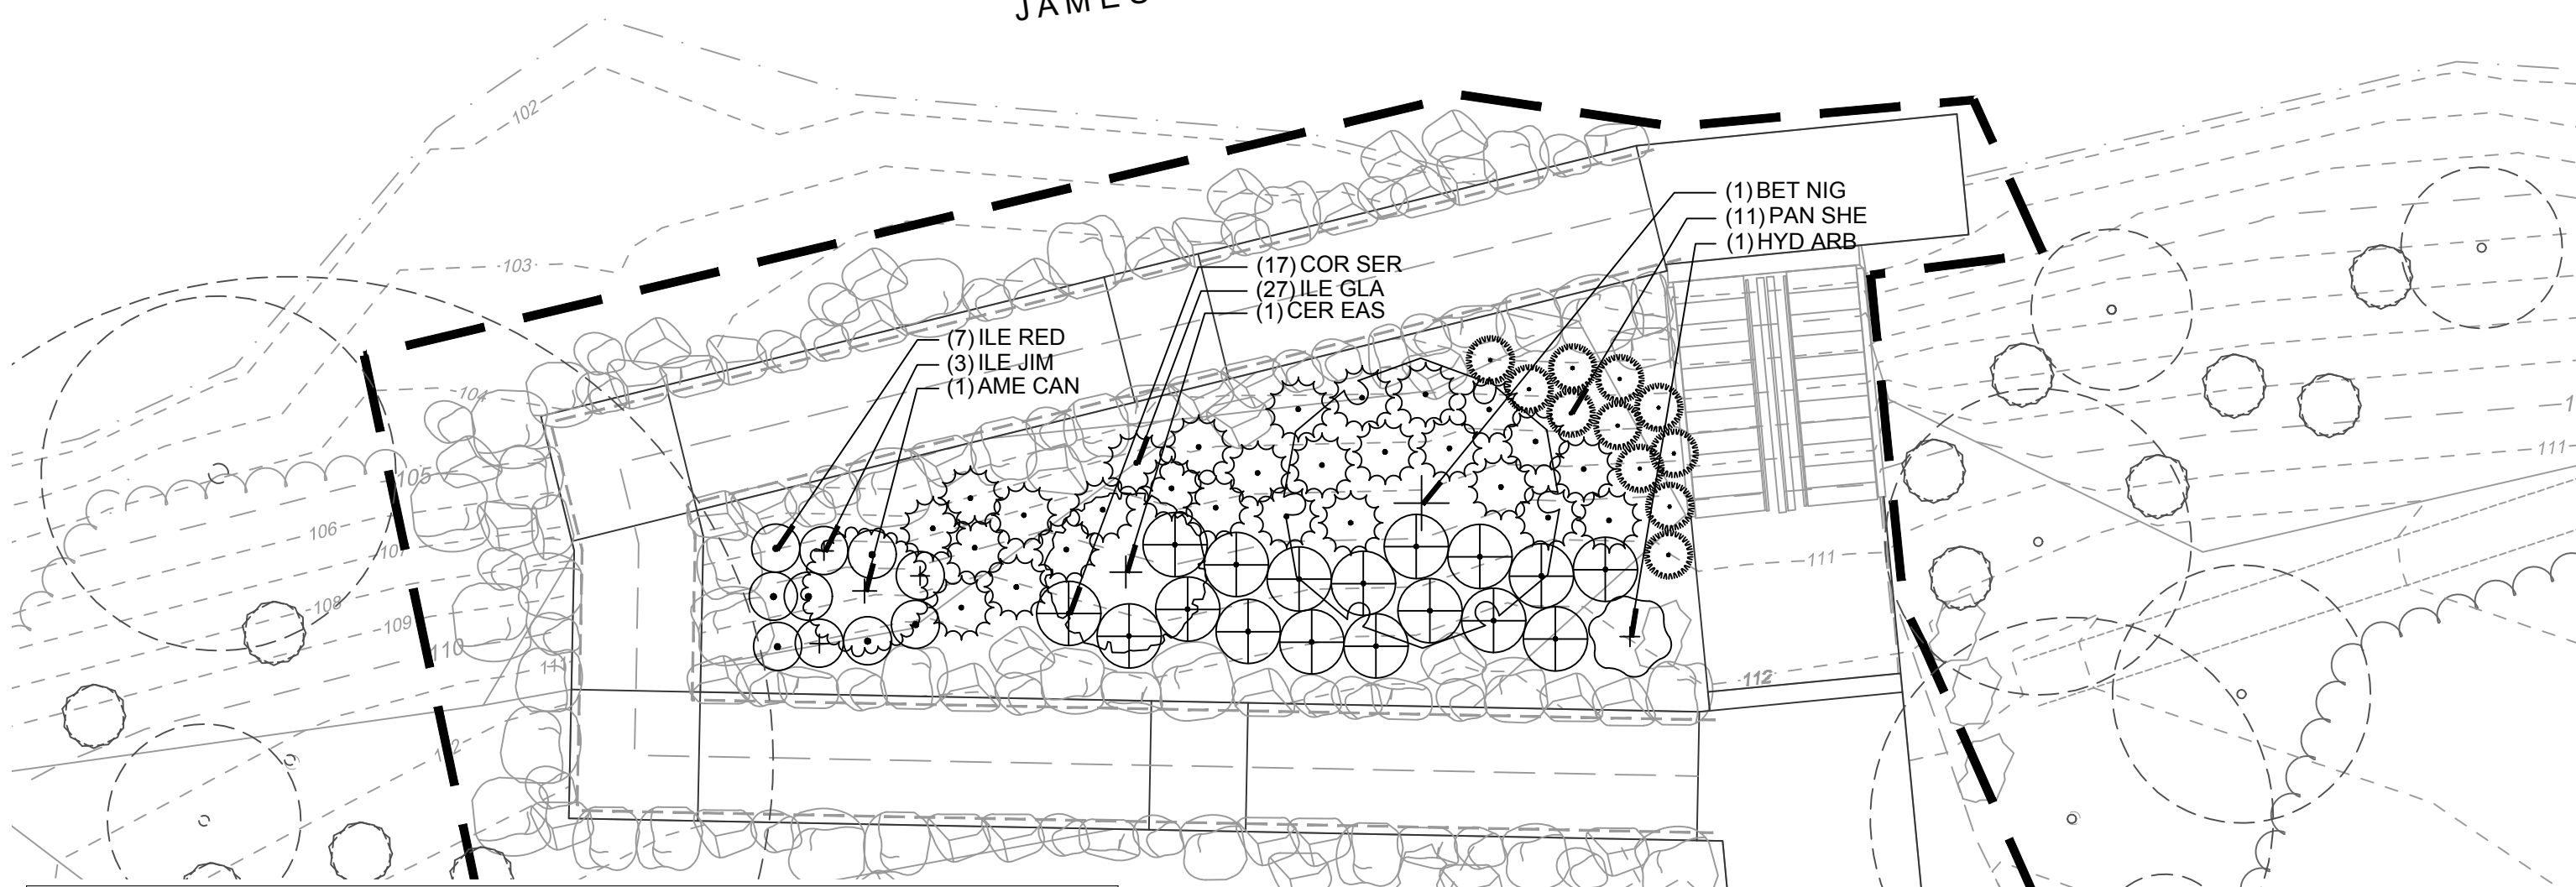 102
(1) BET NIG
(11) PAN SHE
(1) HYD ARB
103
(17) COR SER
(27) ILE GLA
(1) CER EAS
(7) ILE RED
(3) ILE JIM
(1) AME CAN
104
105
111
106
107
111
108
109
110
112